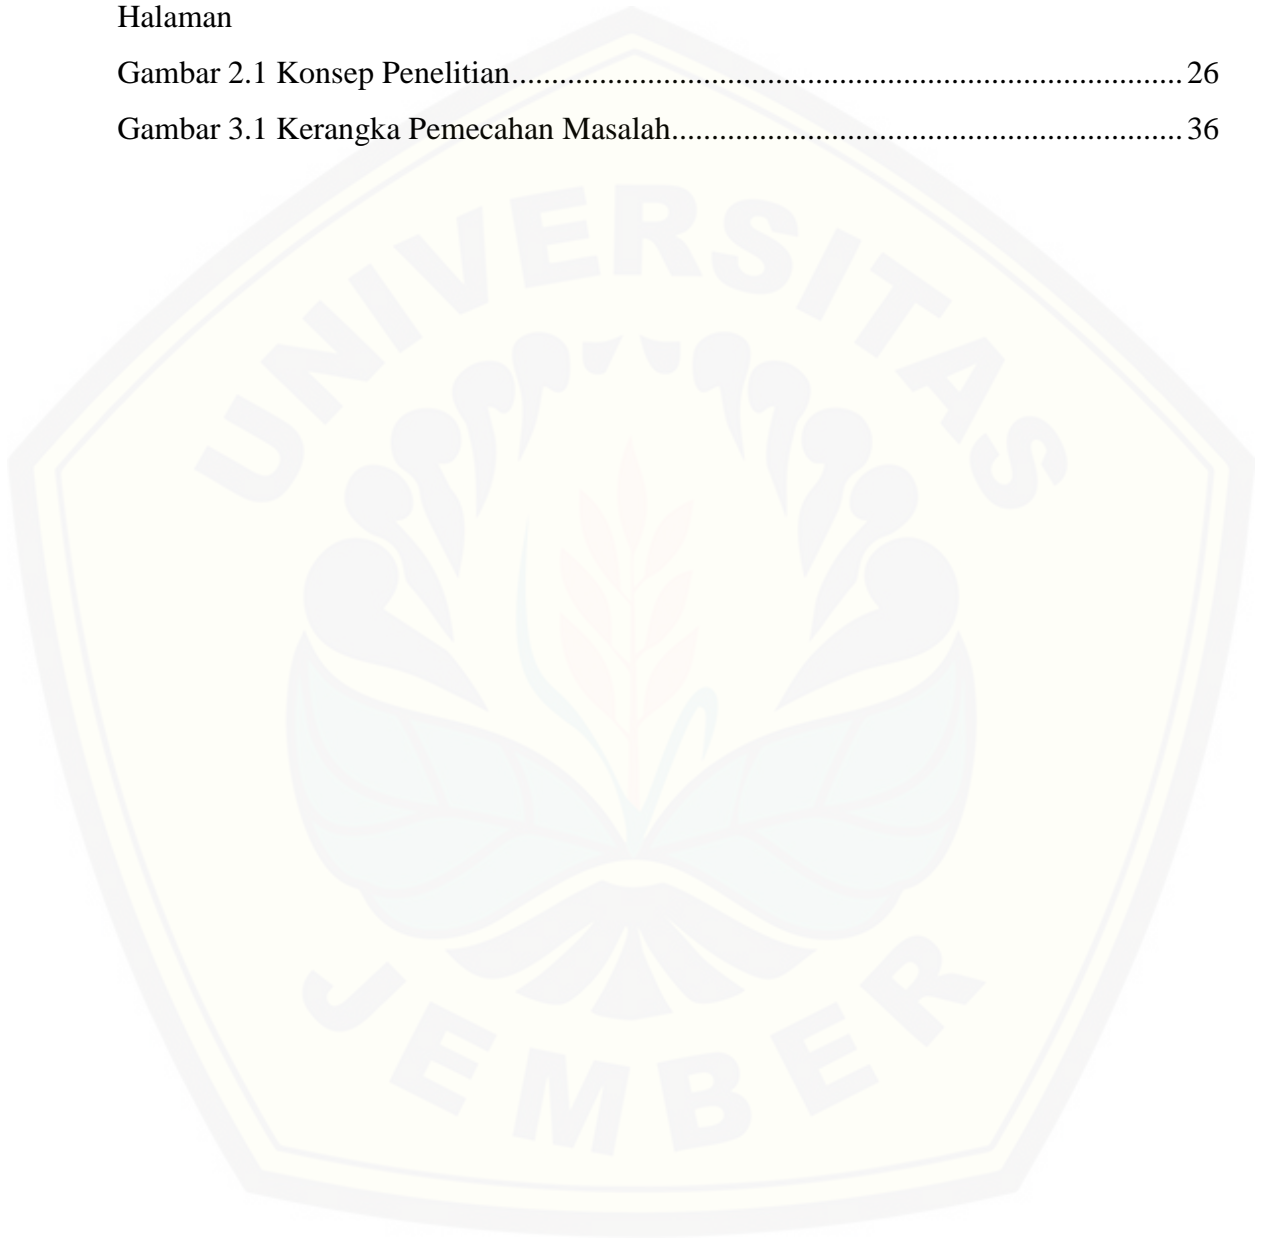 Halaman
Gambar 2.1 Konsep Penelitian.................................................................................... 26
Gambar 3.1 Kerangka Pemecahan Masalah................................................................ 36
UNIVERSITAS
JEMBER